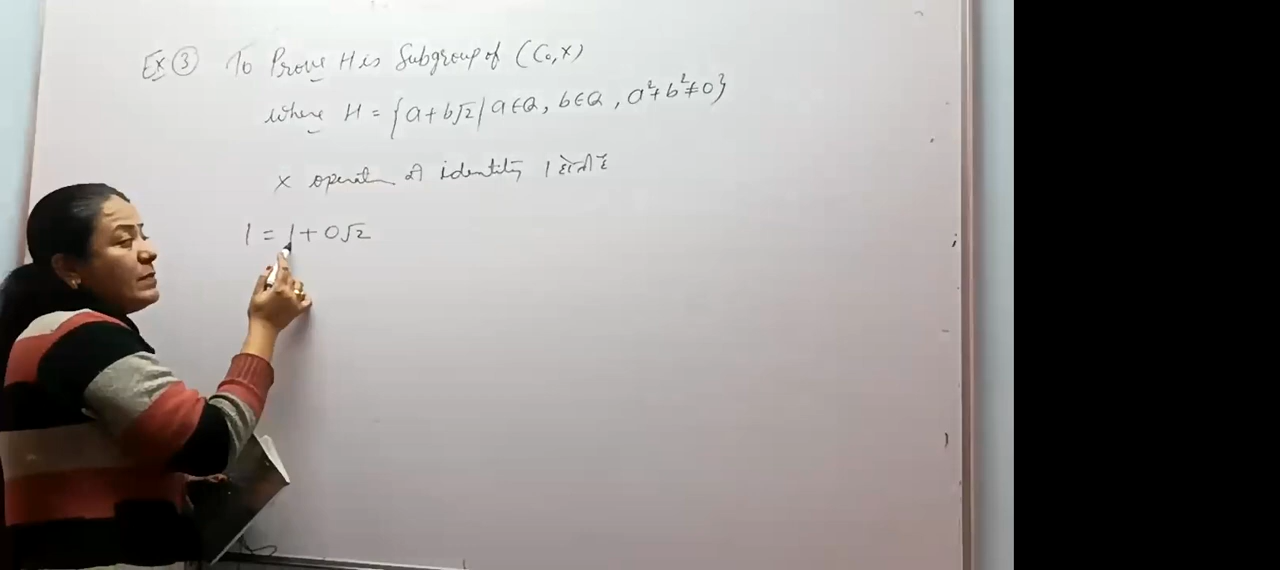 Ex ③ To Prove H is Subgroup of (C₀, ×)
where H = {a + b√2 / a ∈ Q, b ∈ Q, a² + b² ≠ 0}
× operation की identity 1 होती है
1 = 1 + 0√2